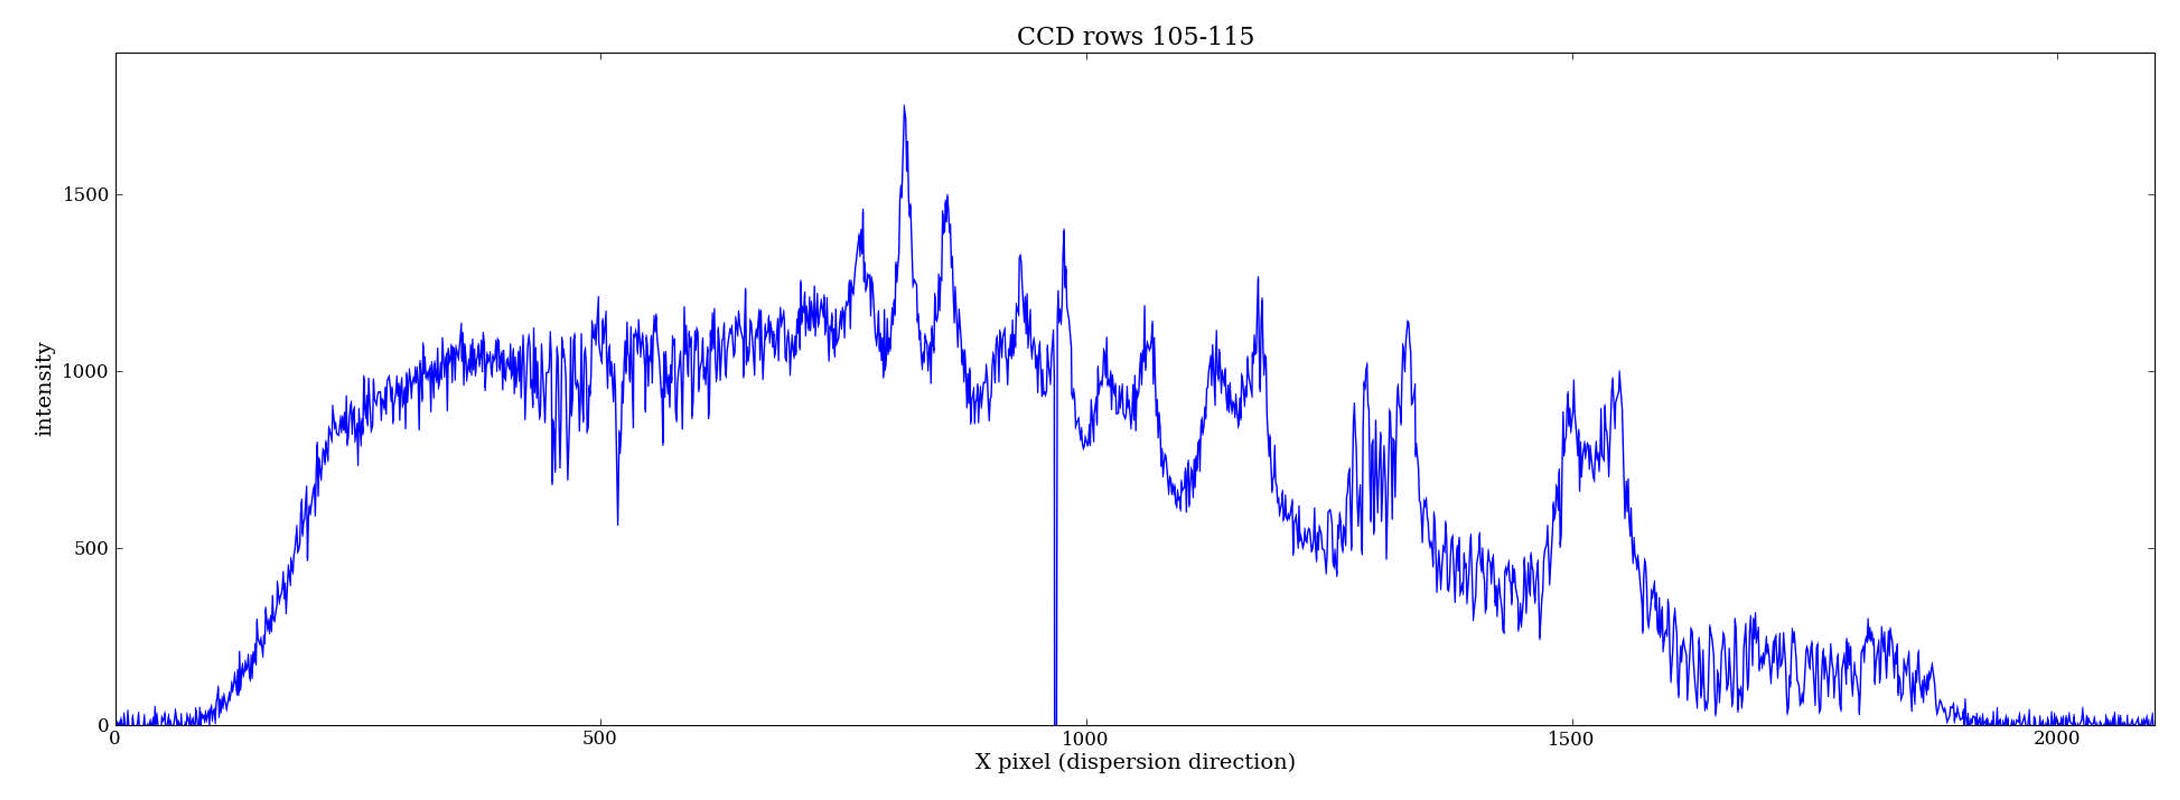 CCD rows 105-115
intensity
1500
1000
500
0
0 500 1000 1500 2000
X pixel (dispersion direction)